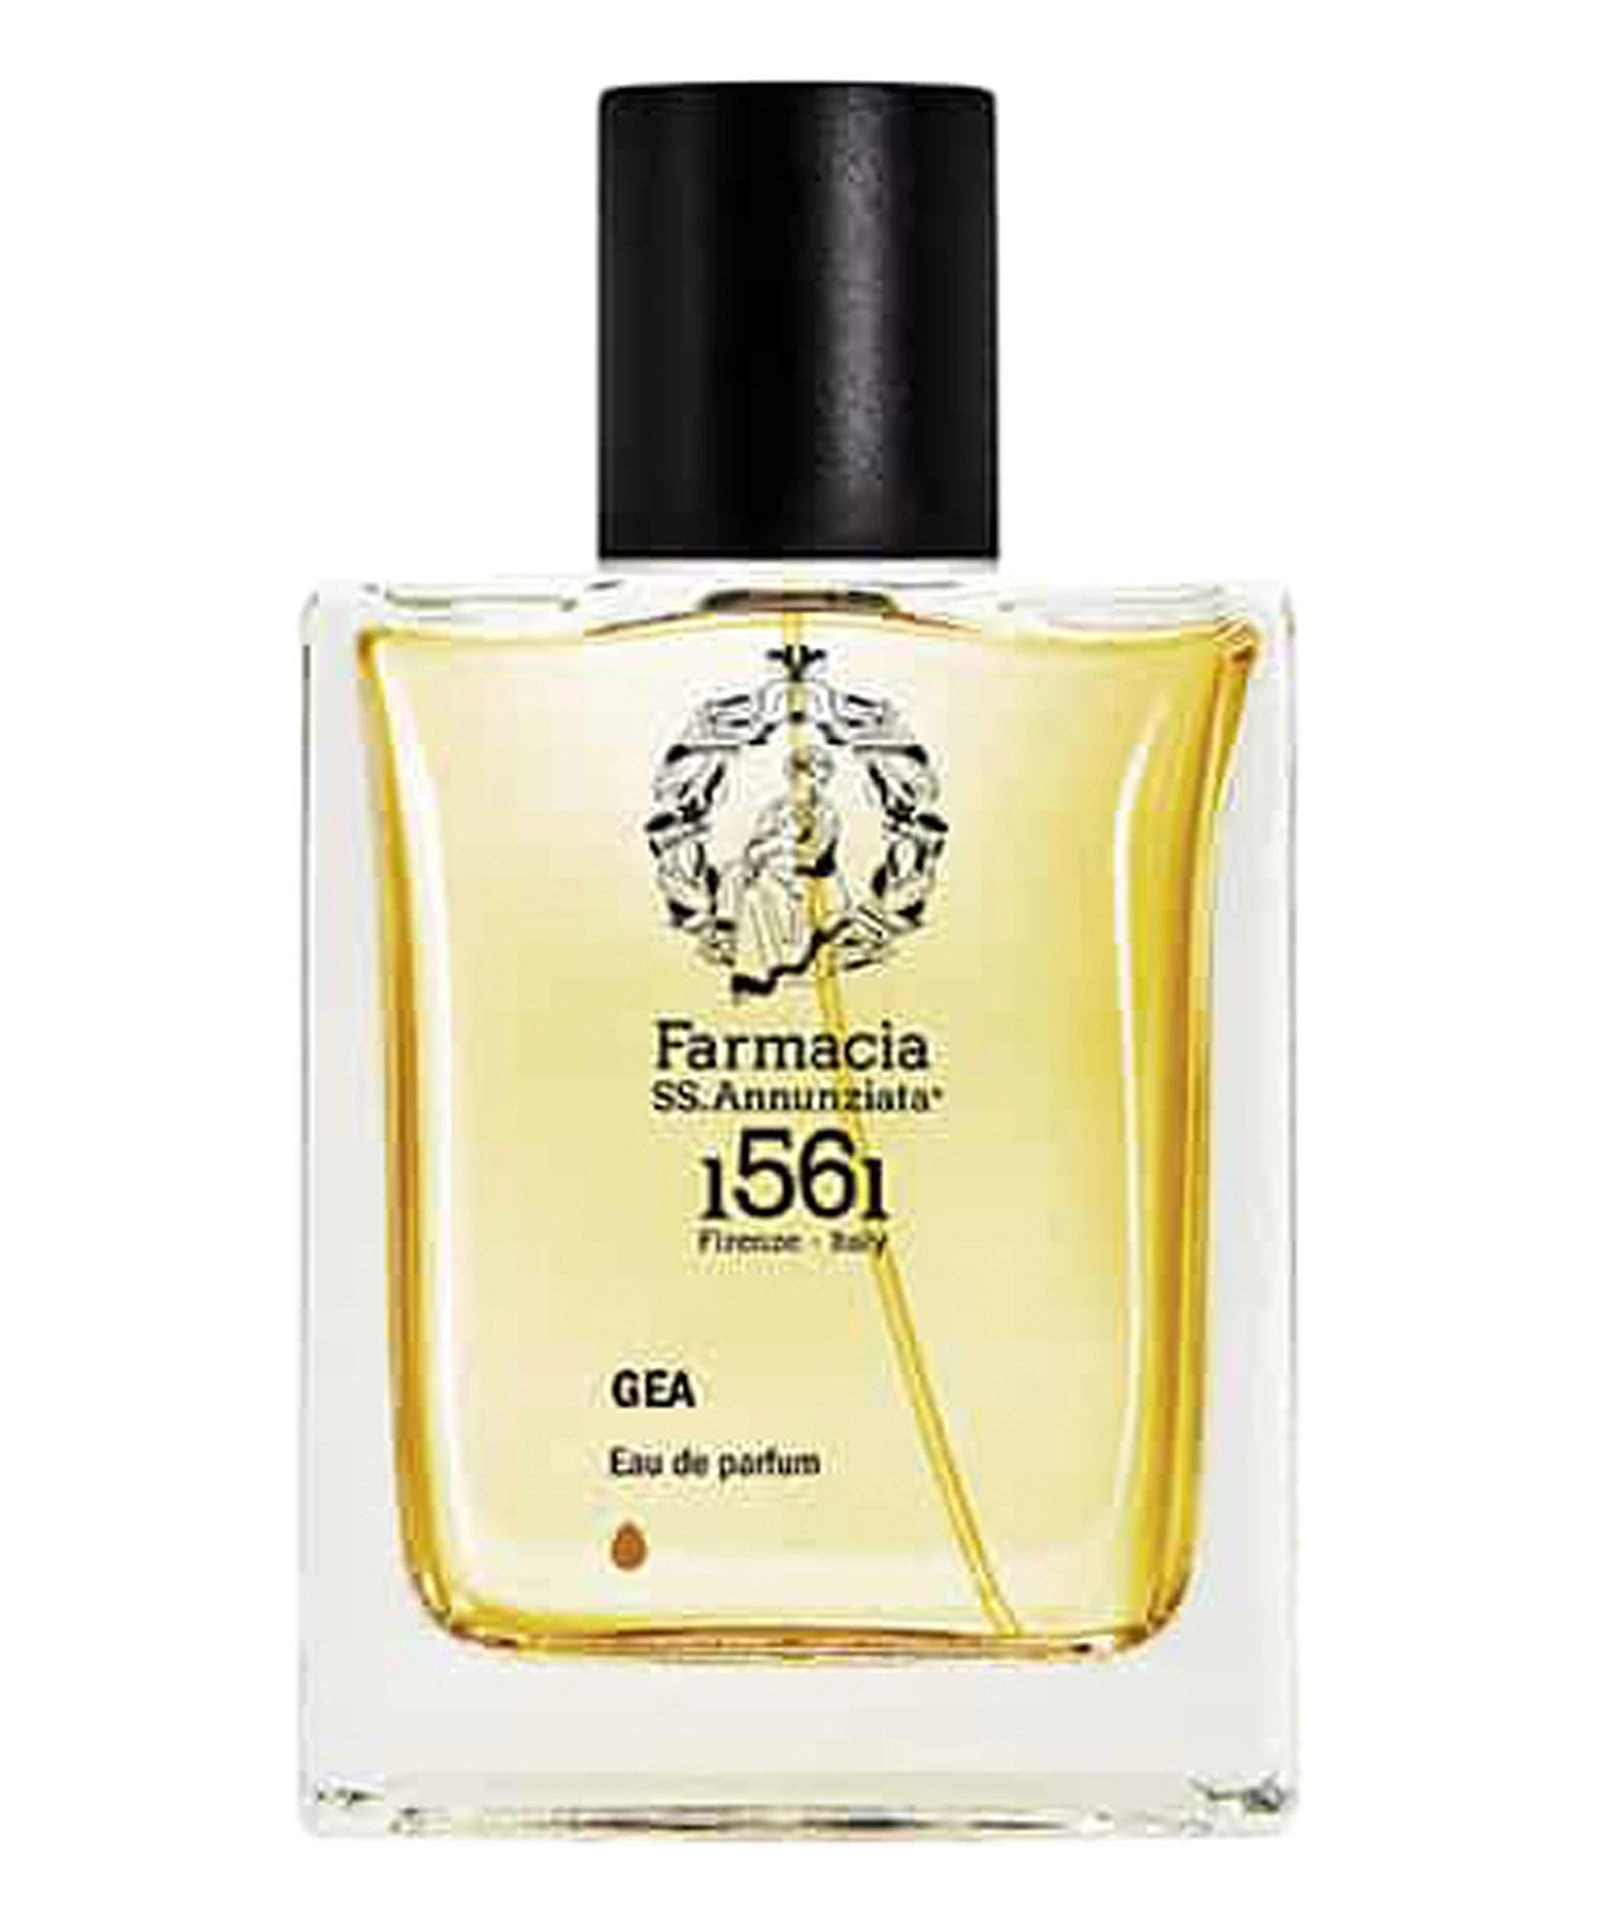 Farmacia
SS.Annunziata®
1561
Firenze - Italy
GEA
Eau de parfum